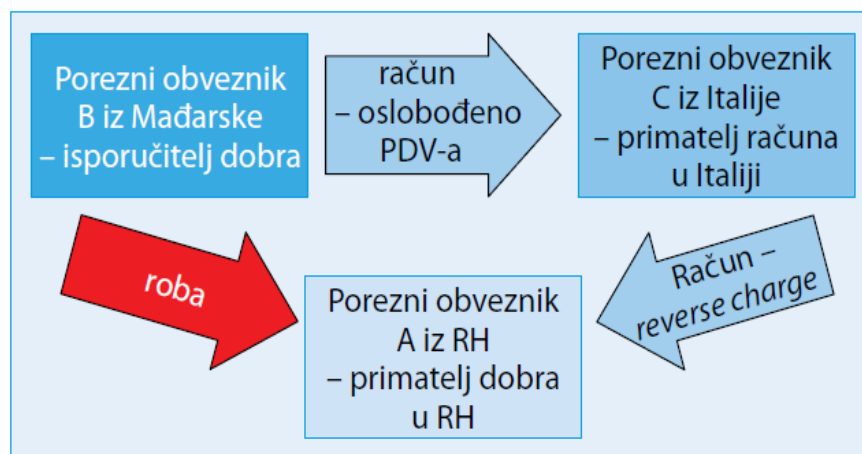 Porezni obveznik
B iz Mađarske
– isporučitelj dobra
račun
– oslobođeno
PDV-a
Porezni obveznik
C iz Italije
– primatelj računa
u Italiji
roba
Račun –
reverse charge
Porezni obveznik
A iz RH
– primatelj dobra
u RH